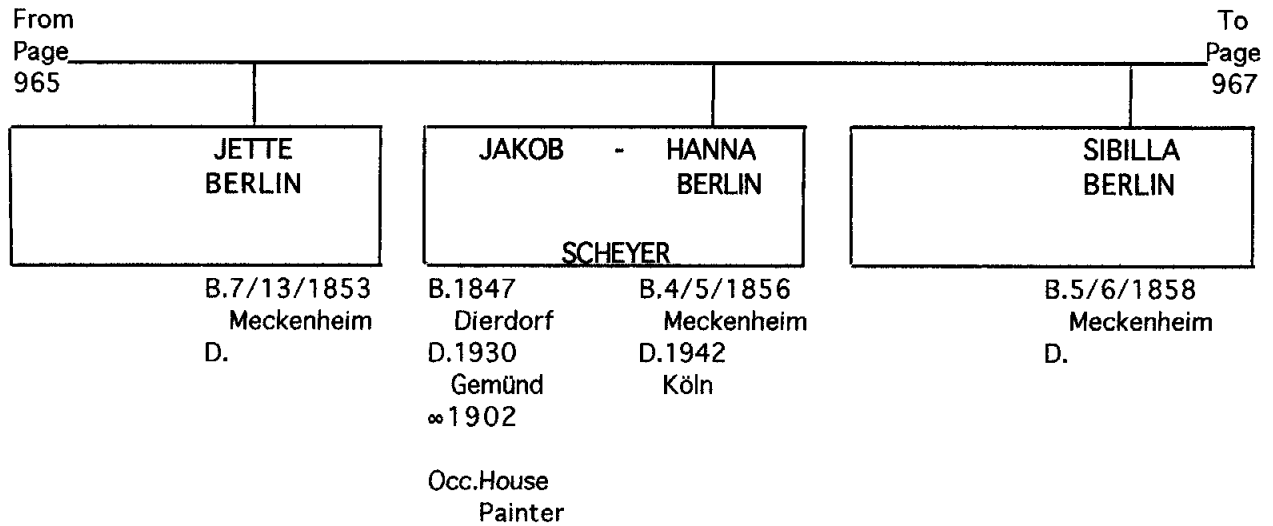 From
Page
965
To
Page
967
JETTE
BERLIN
B.7/13/1853
Meckenheim
D.
JAKOB - HANNA
BERLIN
SCHEYER
B.1847
Dierdorf
D.1930
Gemünd
∞1902
Occ.House
Painter
B.4/5/1856
Meckenheim
D.1942
Köln
SIBILLA
BERLIN
B.5/6/1858
Meckenheim
D.